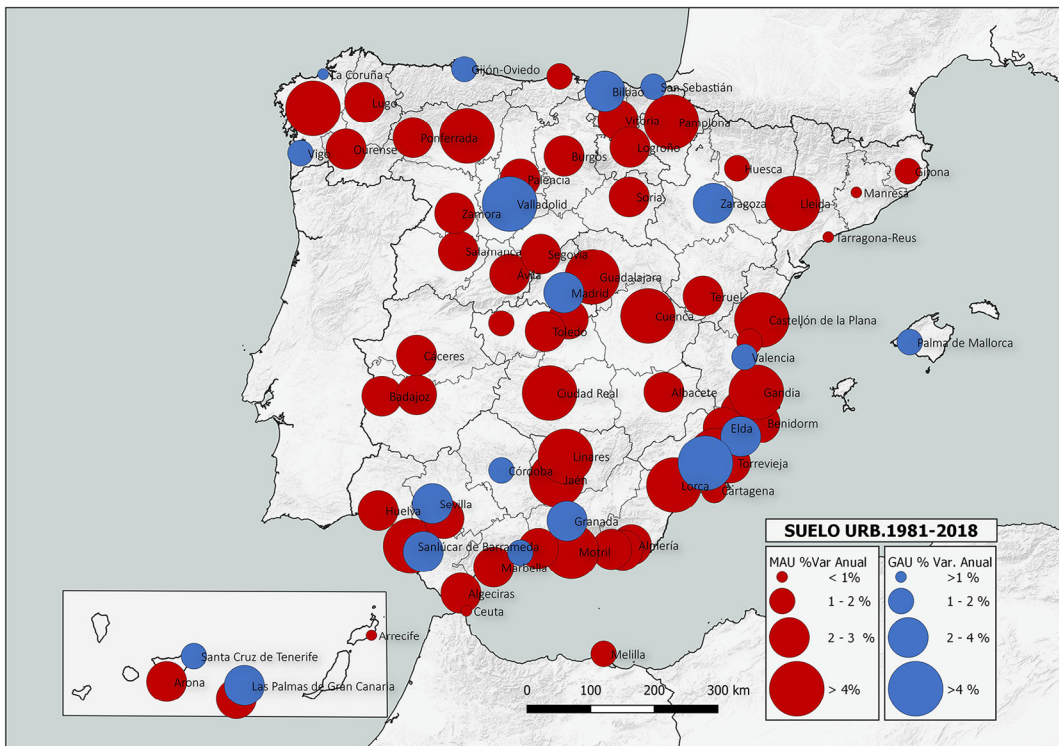 La Coruña
Gijón-Oviedo
Bilbao
San Sebastián
Lugo
Vitoria
Pamplona
Ponferrada
Ourense
Vigo
Burgos
Logroño
Huesca
Girona
Palencia
Manresa
Soria
Valladolid
Zaragoza
Lleida
Zamora
Tarragona-Reus
Salamanca
Segovia
Ávila
Guadalajara
Madrid
Teruel
Cuenca
Castellón de la Plana
Toledo
Palma de Mallorca
Cáceres
Valencia
Badajoz
Ciudad Real
Albacete
Gandia
Benidorm
Elda
Linares
Torrevieja
Córdoba
Jaén
Lorca
Cartagena
Huelva
Sevilla
Granada
Sanlúcar de Barrameda
Motril
Almería
Marbella
Algeciras
Ceuta
Melilla
Arrecife
Santa Cruz de Tenerife
Arona
Las Palmas de Gran Canaria
0 100 200 300 km
SUELO URB.1981-2018
MAU %Var Anual
< 1%
1 - 2 %
2 - 3 %
> 4%
GAU % Var. Anual
>1 %
1 - 2 %
2 - 4 %
>4 %